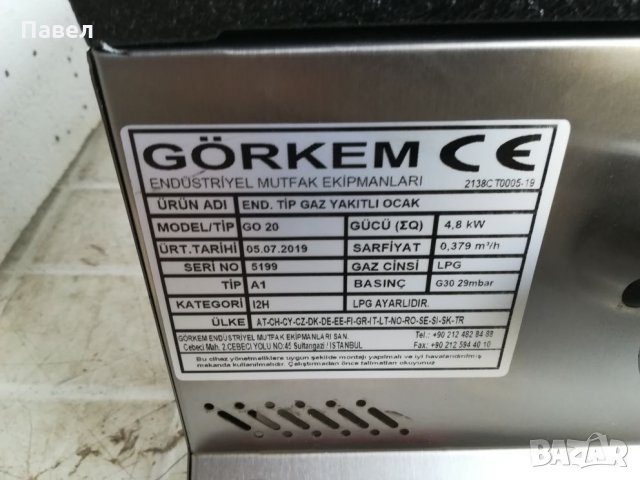 Павел
GÖRKEM CE
ENDÜSTRİYEL MUTFAK EKİPMANLARI
2138C T0005-19
ÜRÜN ADI END. TİP GAZ YAKITLI OCAK
MODEL/TİP GO 20 GÜCÜ (ΣQ) 4,8 kW
ÜRT.TARİHİ 05.07.2019 SARFİYAT 0,379 m³/h
SERİ NO 5199 GAZ CİNSİ LPG
TİP A1 BASINÇ G30 29mbar
KATEGORİ I2H LPG AYARLIDIR.
ÜLKE AT-CH-CY-CZ-DK-DE-EE-FI-GR-IT-LT-NO-RO-SE-SI-SK-TR
GÖRKEM ENDÜSTRİYEL MUTFAK EKİPMANLARI SAN. Tel.: +90 212 482 84 88
Cebeci Mah. 2.CEBECİ YOLU NO:45 Sultangazi / İSTANBUL Fax: +90 212 594 40 10
Bu cihaz yönetmeliklere uygun şekilde montajı yapılmalı ve iyi havalandırılmış
mekanda kullanılmalıdır. Çalıştırmadan önce talimatları okuyunuz.
BAZAR
bg